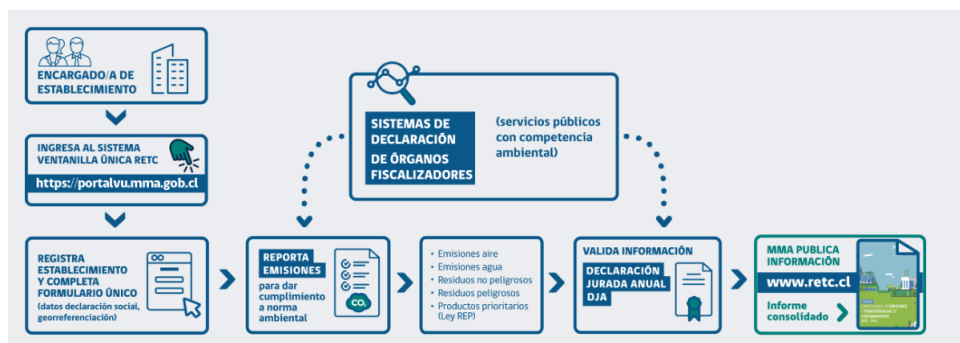 ENCARGADO/A DE
ESTABLECIMIENTO
INGRESA AL SISTEMA
VENTANILLA ÚNICA RETC
https://portalvu.mma.gob.cl
REGISTRA
ESTABLECIMIENTO
Y COMPLETA
FORMULARIO ÚNICO
(datos declaración social,
georreferenciación)
SISTEMAS DE
DECLARACIÓN
DE ÓRGANOS
FISCALIZADORES
(servicios públicos
con competencia
ambiental)
REPORTA
EMISIONES
para dar
cumplimiento
a norma
ambiental
CO₂
• Emisiones aire
• Emisiones agua
• Residuos no peligrosos
• Residuos peligrosos
• Productos prioritarios
(Ley REP)
VALIDA INFORMACIÓN
DECLARACIÓN
JURADA ANUAL
DJA
MMA PUBLICA
INFORMACIÓN
www.retc.cl
Informe
consolidado